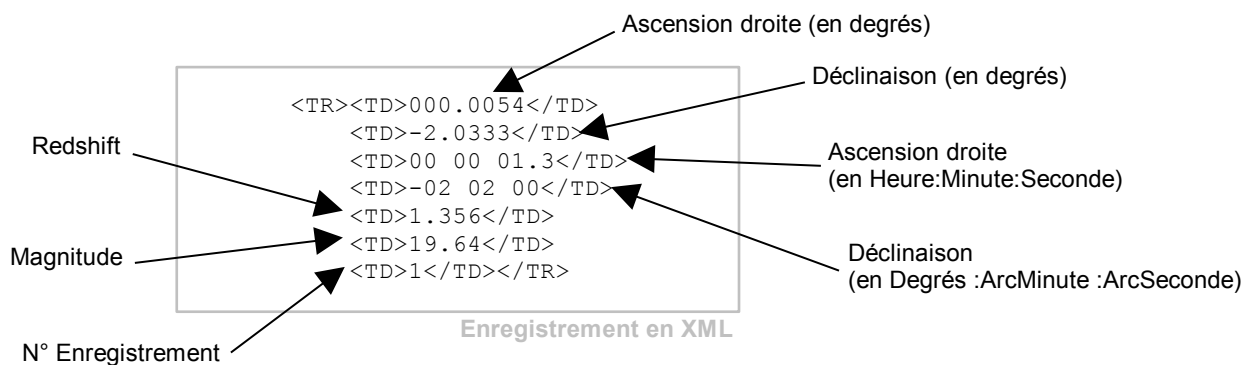 Ascension droite (en degrés)
Déclinaison (en degrés)
<TR><TD>000.0054</TD>
<TD>-2.0333</TD>
<TD>00 00 01.3</TD>
<TD>-02 02 00</TD>
<TD>1.356</TD>
<TD>19.64</TD>
<TD>1</TD></TR>
Redshift
Magnitude
N° Enregistrement
Ascension droite
(en Heure:Minute:Seconde)
Déclinaison
(en Degrés :ArcMinute :ArcSeconde)
Enregistrement en XML